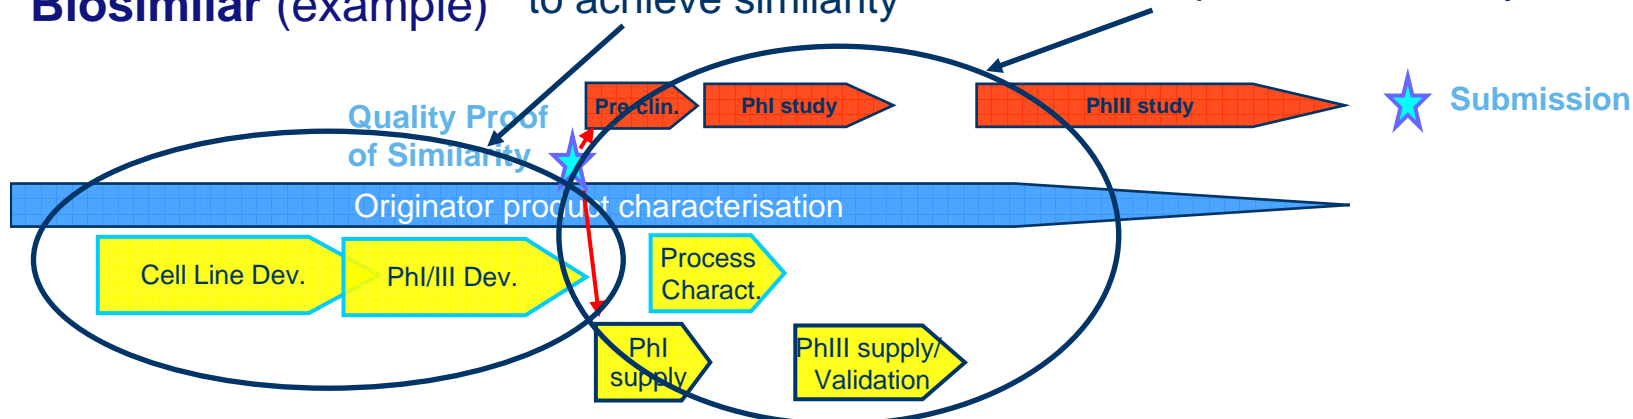 Biosimilar (example)
to achieve similarity
Pre-clin.
PhI study
PhIII study
Submission
Quality Proof
of Similarity
Originator product characterisation
Cell Line Dev.
PhI/III Dev.
Process
Charact.
PhI
supply
PhIII supply/
Validation